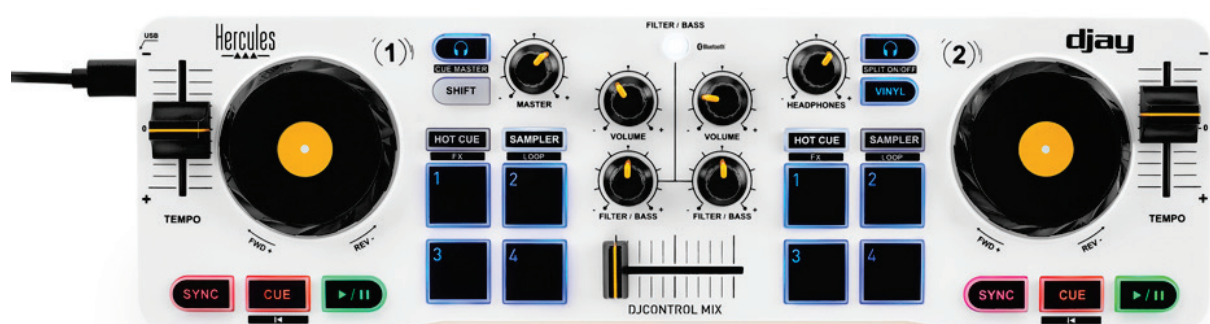 FILTER / BASS
USB
Hercules
(1)
CUE MASTER
SHIFT
MASTER
Bluetooth
HEADPHONES
SPLIT ON/OFF
VINYL
(2)
djay
-
0
+
TEMPO
FWD +
REV -
- VOLUME +
- VOLUME +
HOT CUE
SAMPLER
FX
LOOP
1
2
3
4
- FILTER / BASS +
- FILTER / BASS +
HOT CUE
SAMPLER
FX
LOOP
1
2
3
4
-
0
+
TEMPO
FWD +
REV -
SYNC
CUE
DJCONTROL MIX
SYNC
CUE